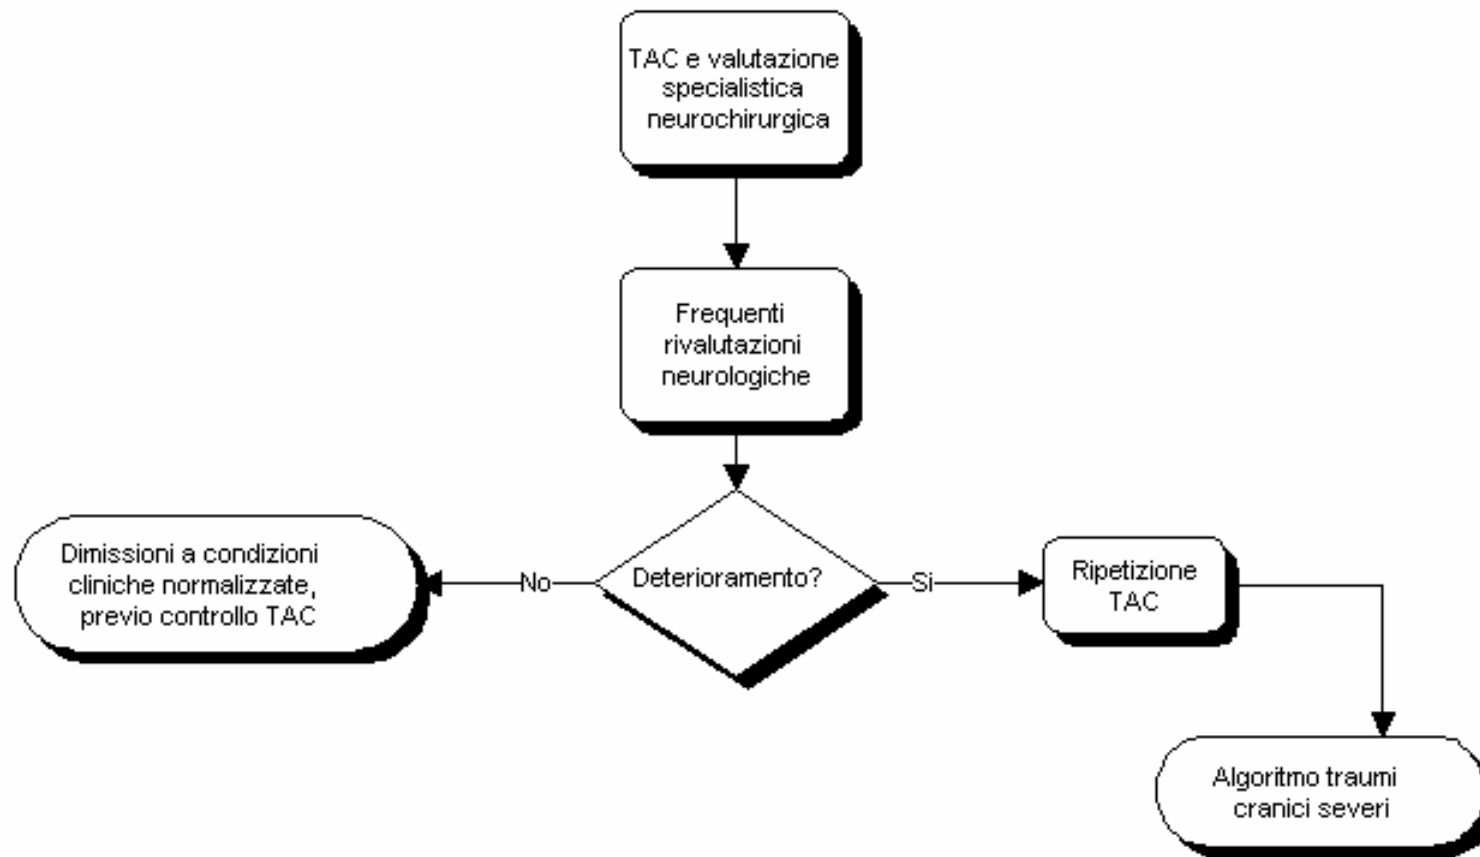 TAC e valutazione
specialistica
neurochirurgica
Frequenti
rivalutazioni
neurologiche
Deterioramento?
No
Si
Dimissioni a condizioni
cliniche normalizzate,
previo controllo TAC
Ripetizione
TAC
Algoritmo traumi
cranici severi